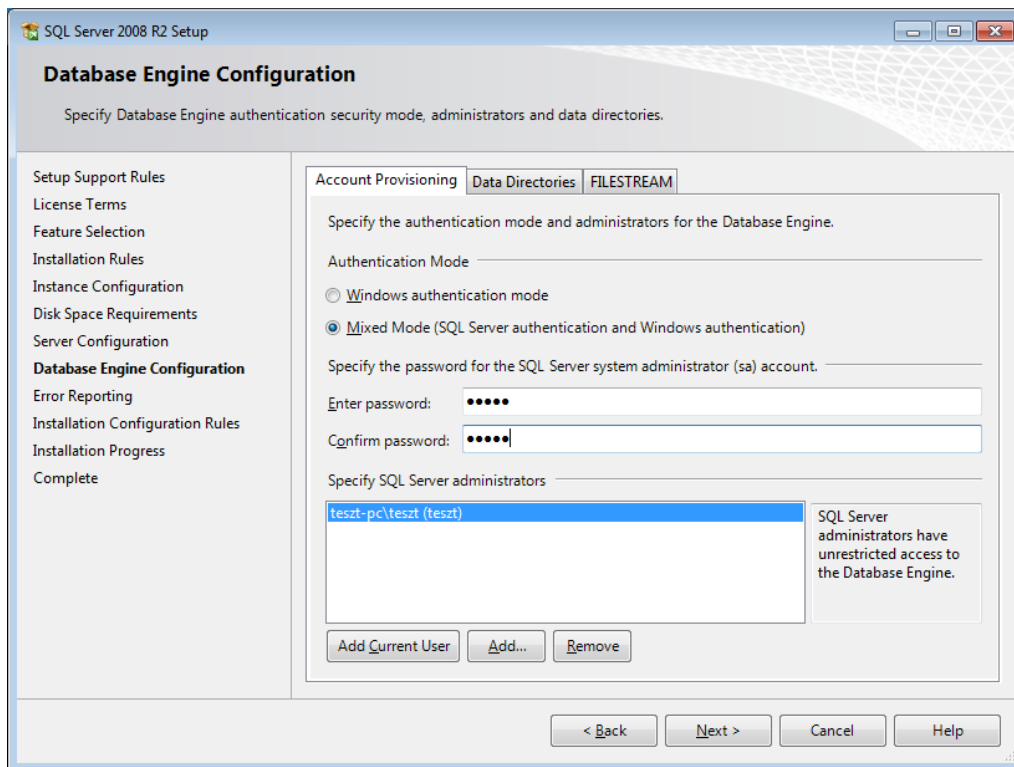 SQL Server 2008 R2 Setup
Database Engine Configuration
Specify Database Engine authentication security mode, administrators and data directories.
Setup Support Rules
License Terms
Feature Selection
Installation Rules
Instance Configuration
Disk Space Requirements
Server Configuration
Database Engine Configuration
Error Reporting
Installation Configuration Rules
Installation Progress
Complete
Account Provisioning
Data Directories
FILESTREAM
Specify the authentication mode and administrators for the Database Engine.
Authentication Mode
Windows authentication mode
Mixed Mode (SQL Server authentication and Windows authentication)
Specify the password for the SQL Server system administrator (sa) account.
Enter password: ●●●●●
Confirm password: ●●●●●
Specify SQL Server administrators
teszt-pc\teszt (teszt)
SQL Server
administrators have
unrestricted access to
the Database Engine.
Add Current User
Add...
Remove
< Back
Next >
Cancel
Help